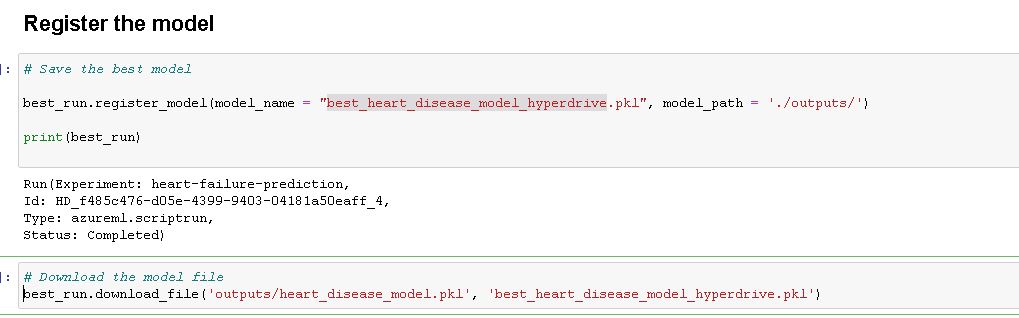 Register the model
]: # Save the best model
best_run.register_model(model_name = "best_heart_disease_model_hyperdrive.pkl", model_path = './outputs/')
print(best_run)
Run(Experiment: heart-failure-prediction,
Id: HD_f485c476-d05e-4399-9403-04181a50eaff_4,
Type: azureml.scriptrun,
Status: Completed)
]: # Download the model file
best_run.download_file('outputs/heart_disease_model.pkl', 'best_heart_disease_model_hyperdrive.pkl')